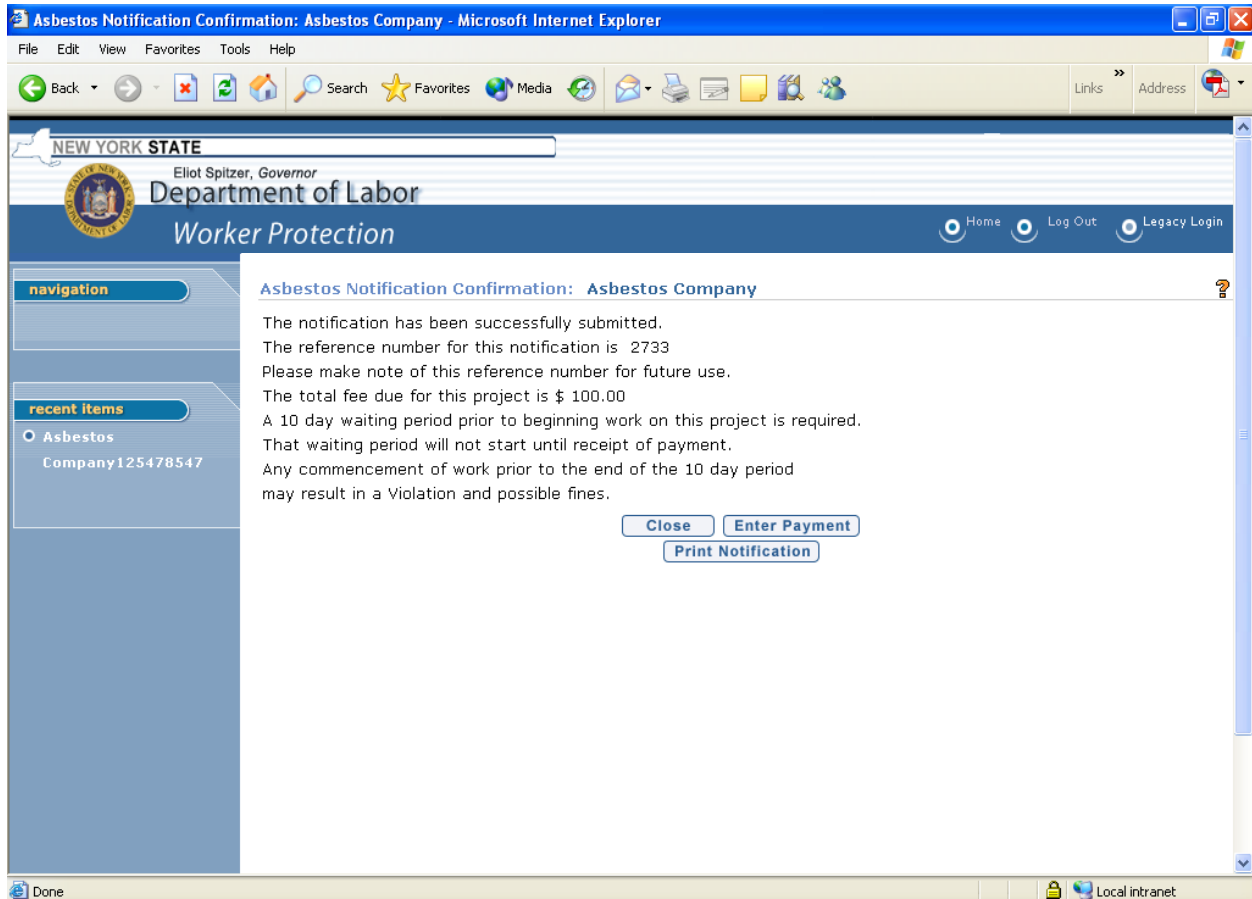 Asbestos Notification Confirmation: Asbestos Company - Microsoft Internet Explorer
File Edit View Favorites Tools Help
Back Search Favorites Media Links » Address
NEW YORK STATE
Eliot Spitzer, Governor
Department of Labor
Worker Protection
Home Log Out Legacy Login
navigation
recent items
Asbestos
Company125478547
Asbestos Notification Confirmation: Asbestos Company ?
The notification has been successfully submitted.
The reference number for this notification is 2733
Please make note of this reference number for future use.
The total fee due for this project is $ 100.00
A 10 day waiting period prior to beginning work on this project is required.
That waiting period will not start until receipt of payment.
Any commencement of work prior to the end of the 10 day period
may result in a Violation and possible fines.
Close Enter Payment
Print Notification
Done Local intranet